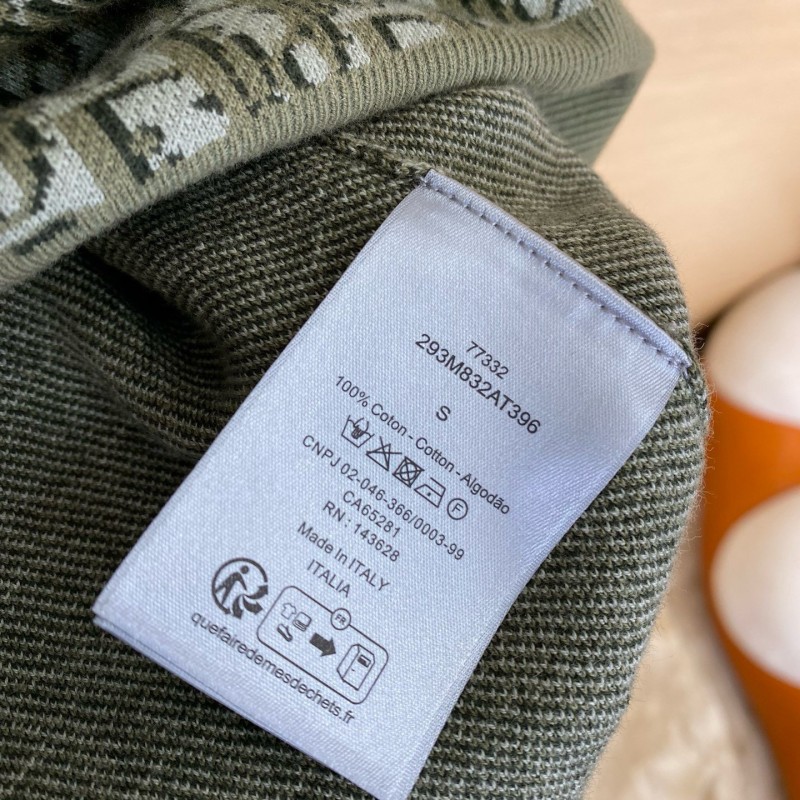 77332
293M832AT396
S
100% Coton - Cotton - Algodão
F
CNPJ 02-046-366/0003-99
CA65281
RN : 143628
Made In ITALY
ITALIA
FR
quefairedemesdechets.fr